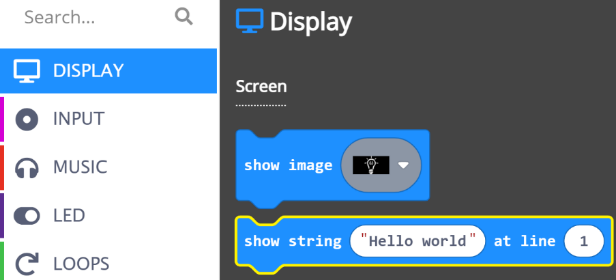 Search...
DISPLAY
INPUT
MUSIC
LED
LOOPS
Display
Screen
show image
show string "Hello world" at line 1